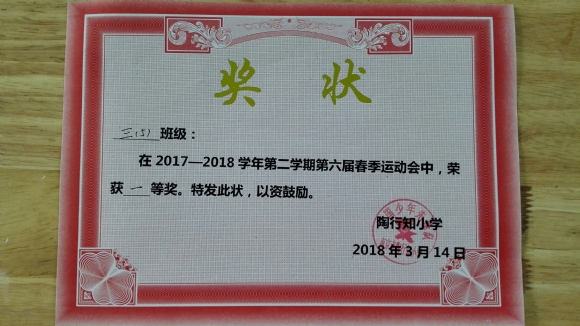 奖 状
三(5)班级：
在 2017—2018 学年第二学期第六届春季运动会中，荣
获一等奖。特发此状，以资鼓励。
陶行知小学
2018 年 3 月 14 日